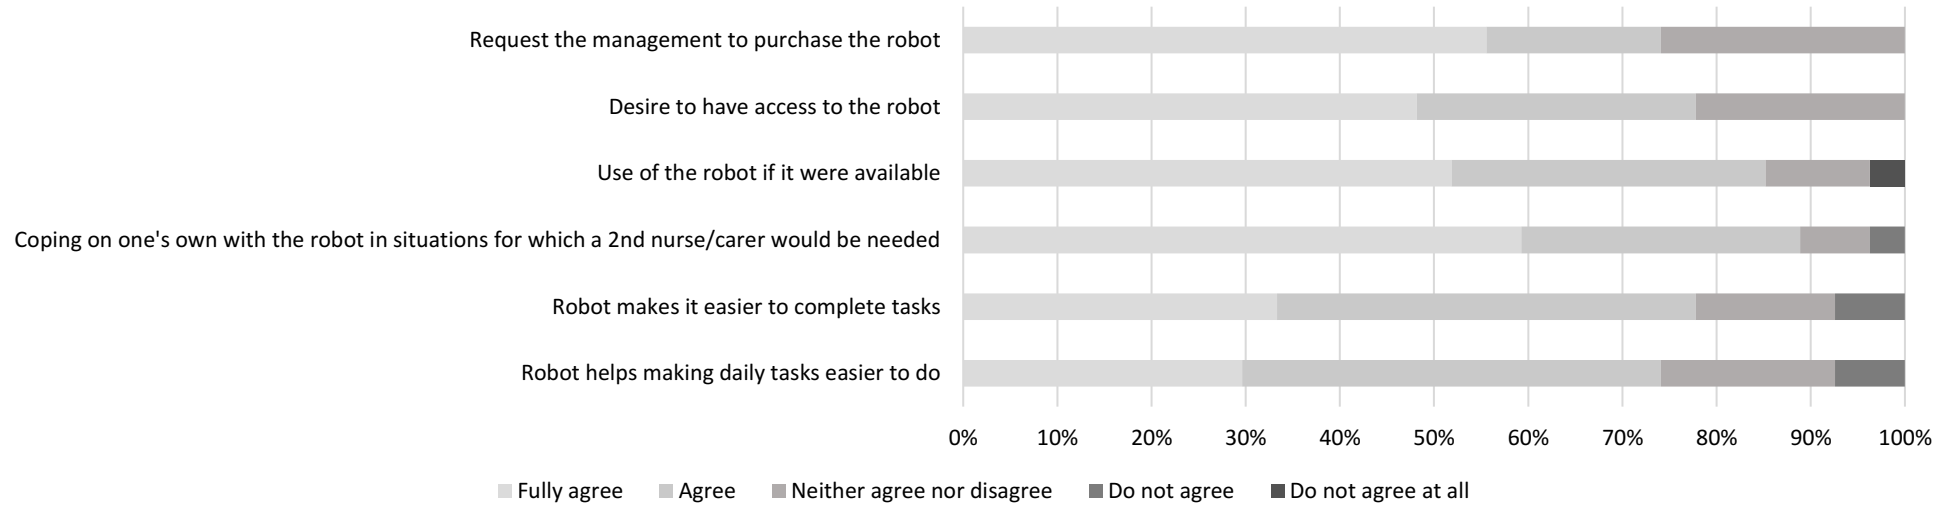 Request the management to purchase the robot
Desire to have access to the robot
Use of the robot if it were available
Coping on one's own with the robot in situations for which a 2nd nurse/carer would be needed
Robot makes it easier to complete tasks
Robot helps making daily tasks easier to do
0% 10% 20% 30% 40% 50% 60% 70% 80% 90% 100%
Fully agree Agree Neither agree nor disagree Do not agree Do not agree at all